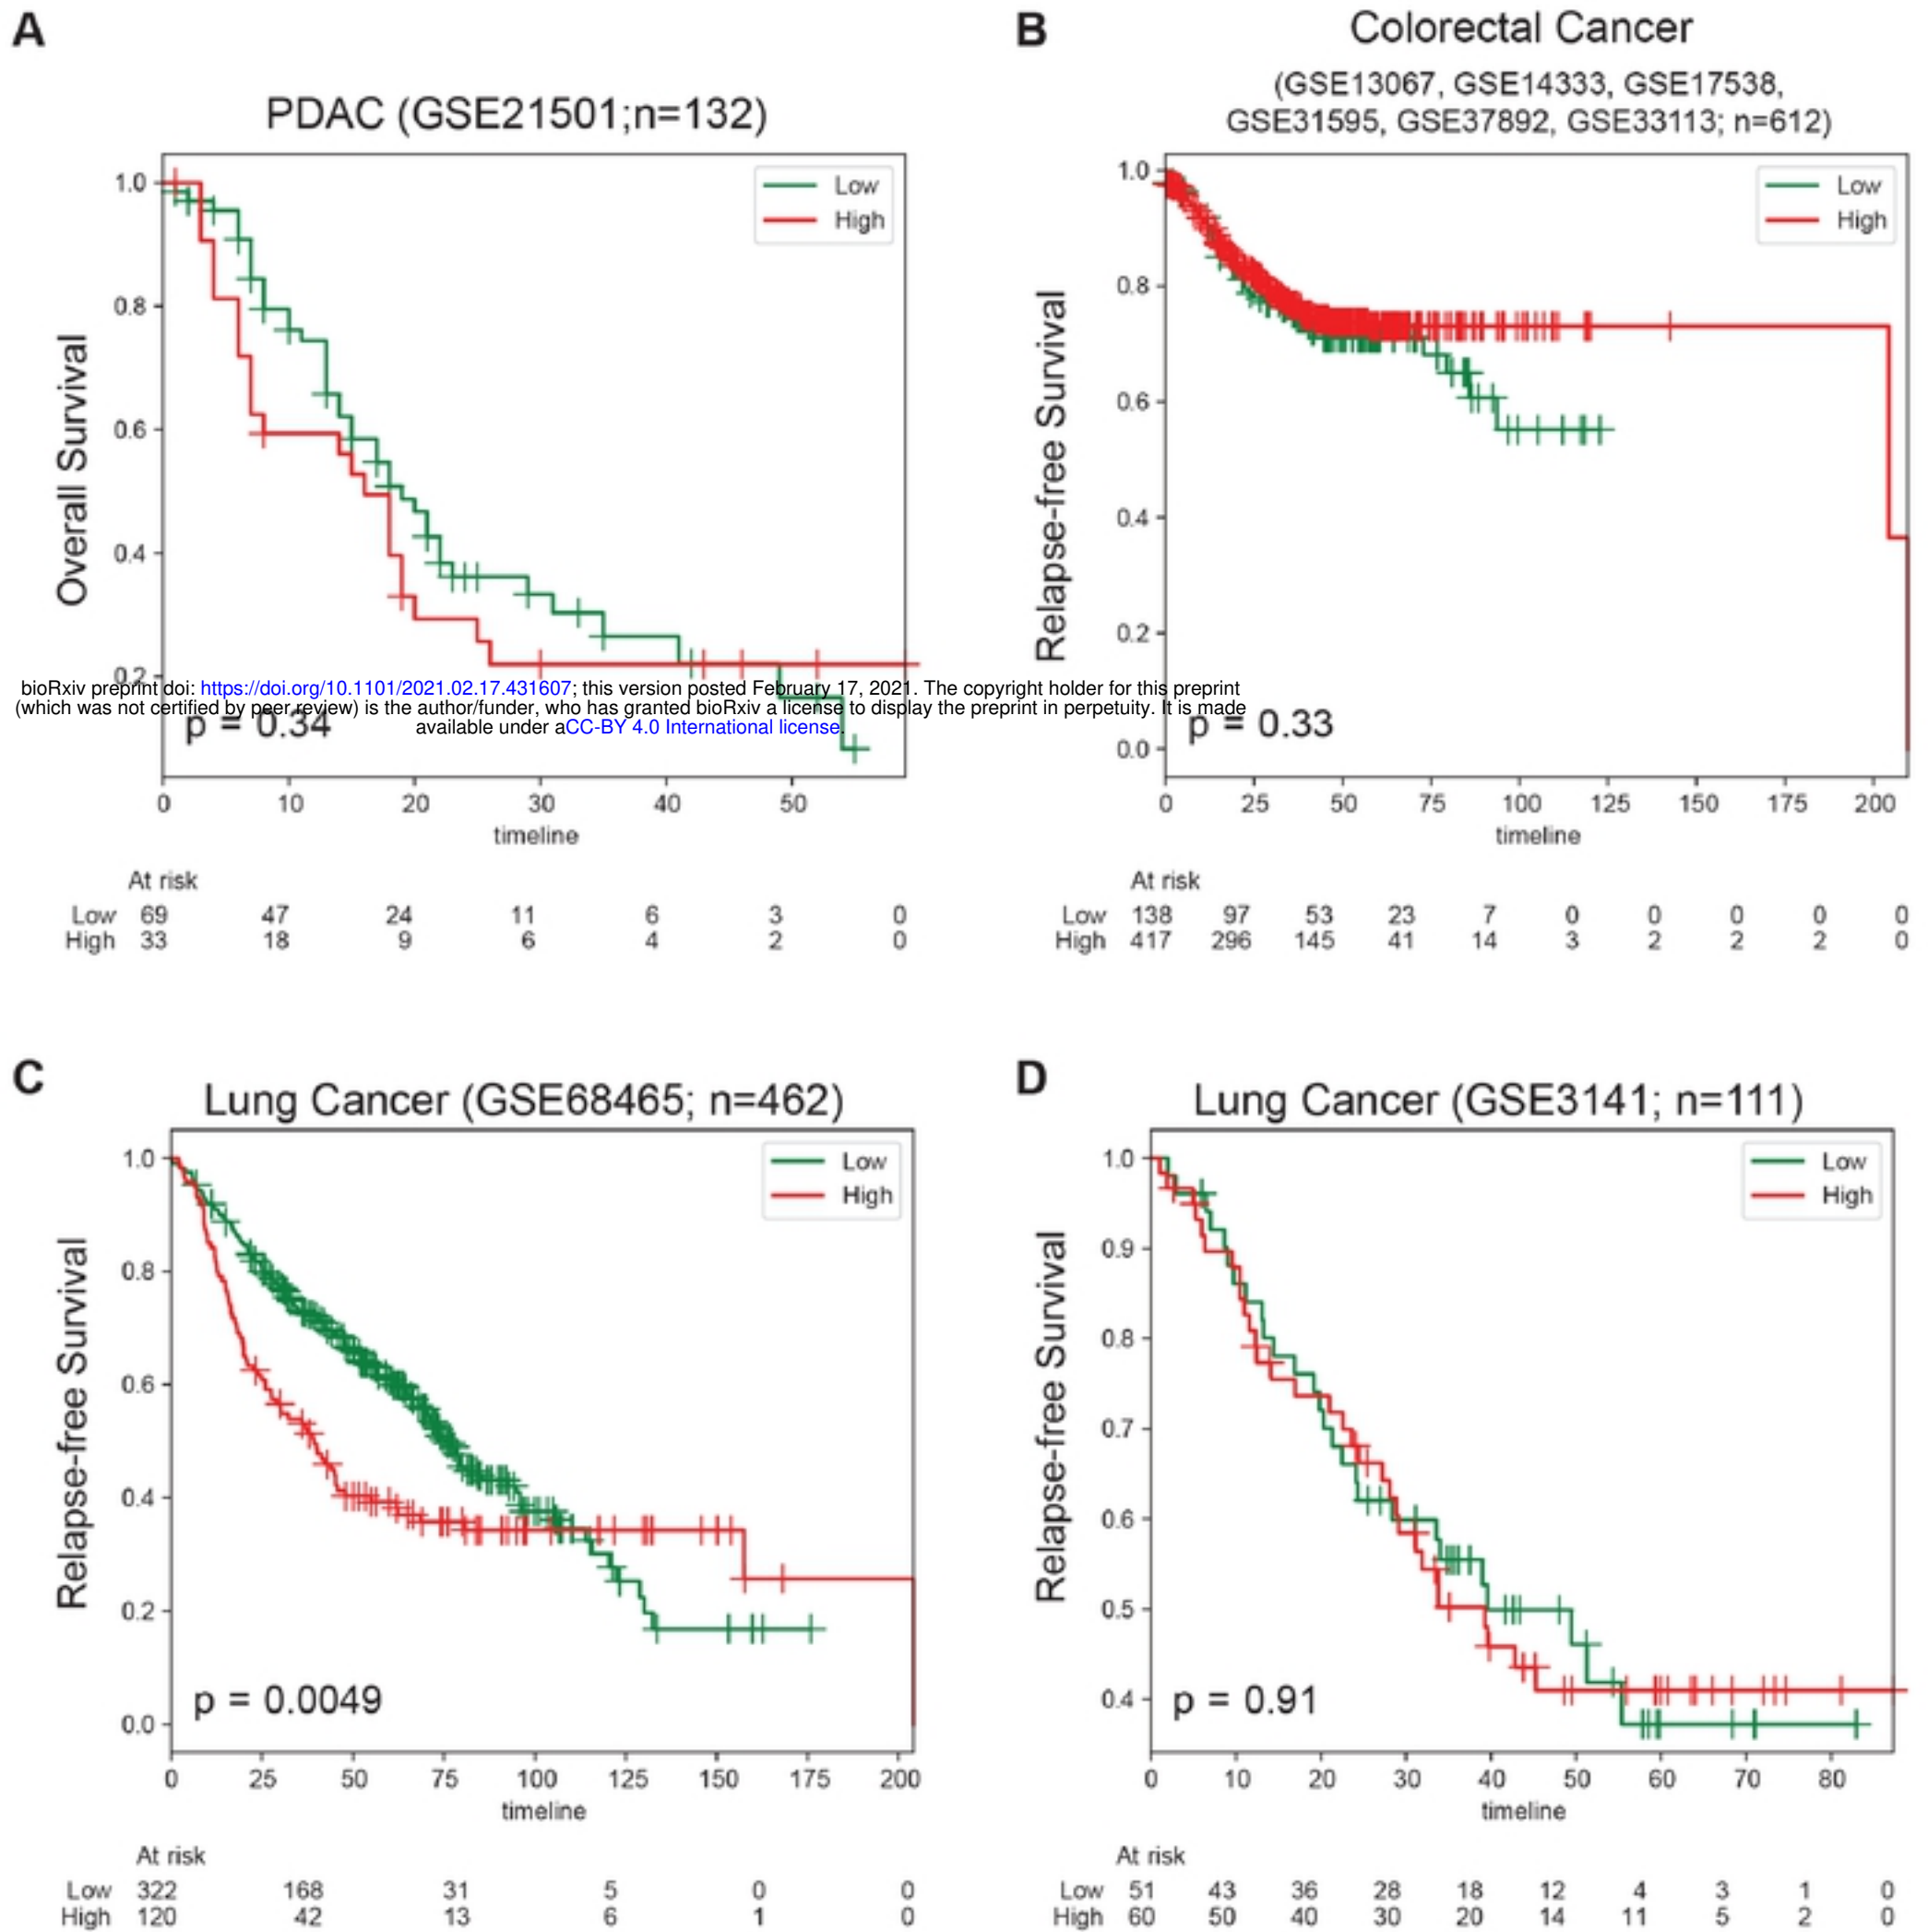 A
PDAC (GSE21501;n=132)
Low
High
1.0
0.8
0.6
0.4
0.2
Overall Survival
p = 0.34
0 10 20 30 40 50
timeline
At risk
Low 69 47 24 11 6 3 0
High 33 18 9 6 4 2 0
B
Colorectal Cancer
(GSE13067, GSE14333, GSE17538,
GSE31595, GSE37892, GSE33113; n=612)
Low
High
1.0
0.8
0.6
0.4
0.2
0.0
Relapse-free Survival
p = 0.33
0 25 50 75 100 125 150 175 200
timeline
At risk
Low 138 97 53 23 7 0 0 0 0 0
High 417 296 145 41 14 3 2 2 2 0
bioRxiv preprint doi: https://doi.org/10.1101/2021.02.17.431607; this version posted February 17, 2021. The copyright holder for this preprint
(which was not certified by peer review) is the author/funder, who has granted bioRxiv a license to display the preprint in perpetuity. It is made
available under aCC-BY 4.0 International license.
C
Lung Cancer (GSE68465; n=462)
Low
High
1.0
0.8
0.6
0.4
0.2
0.0
Relapse-free Survival
p = 0.0049
0 25 50 75 100 125 150 175 200
timeline
At risk
Low 322 168 31 5 0 0
High 120 42 13 6 1 0
D
Lung Cancer (GSE3141; n=111)
Low
High
1.0
0.9
0.8
0.7
0.6
0.5
0.4
Relapse-free Survival
p = 0.91
0 10 20 30 40 50 60 70 80
timeline
At risk
Low 51 43 36 28 18 12 4 3 1 0
High 60 50 40 30 20 14 11 5 2 0